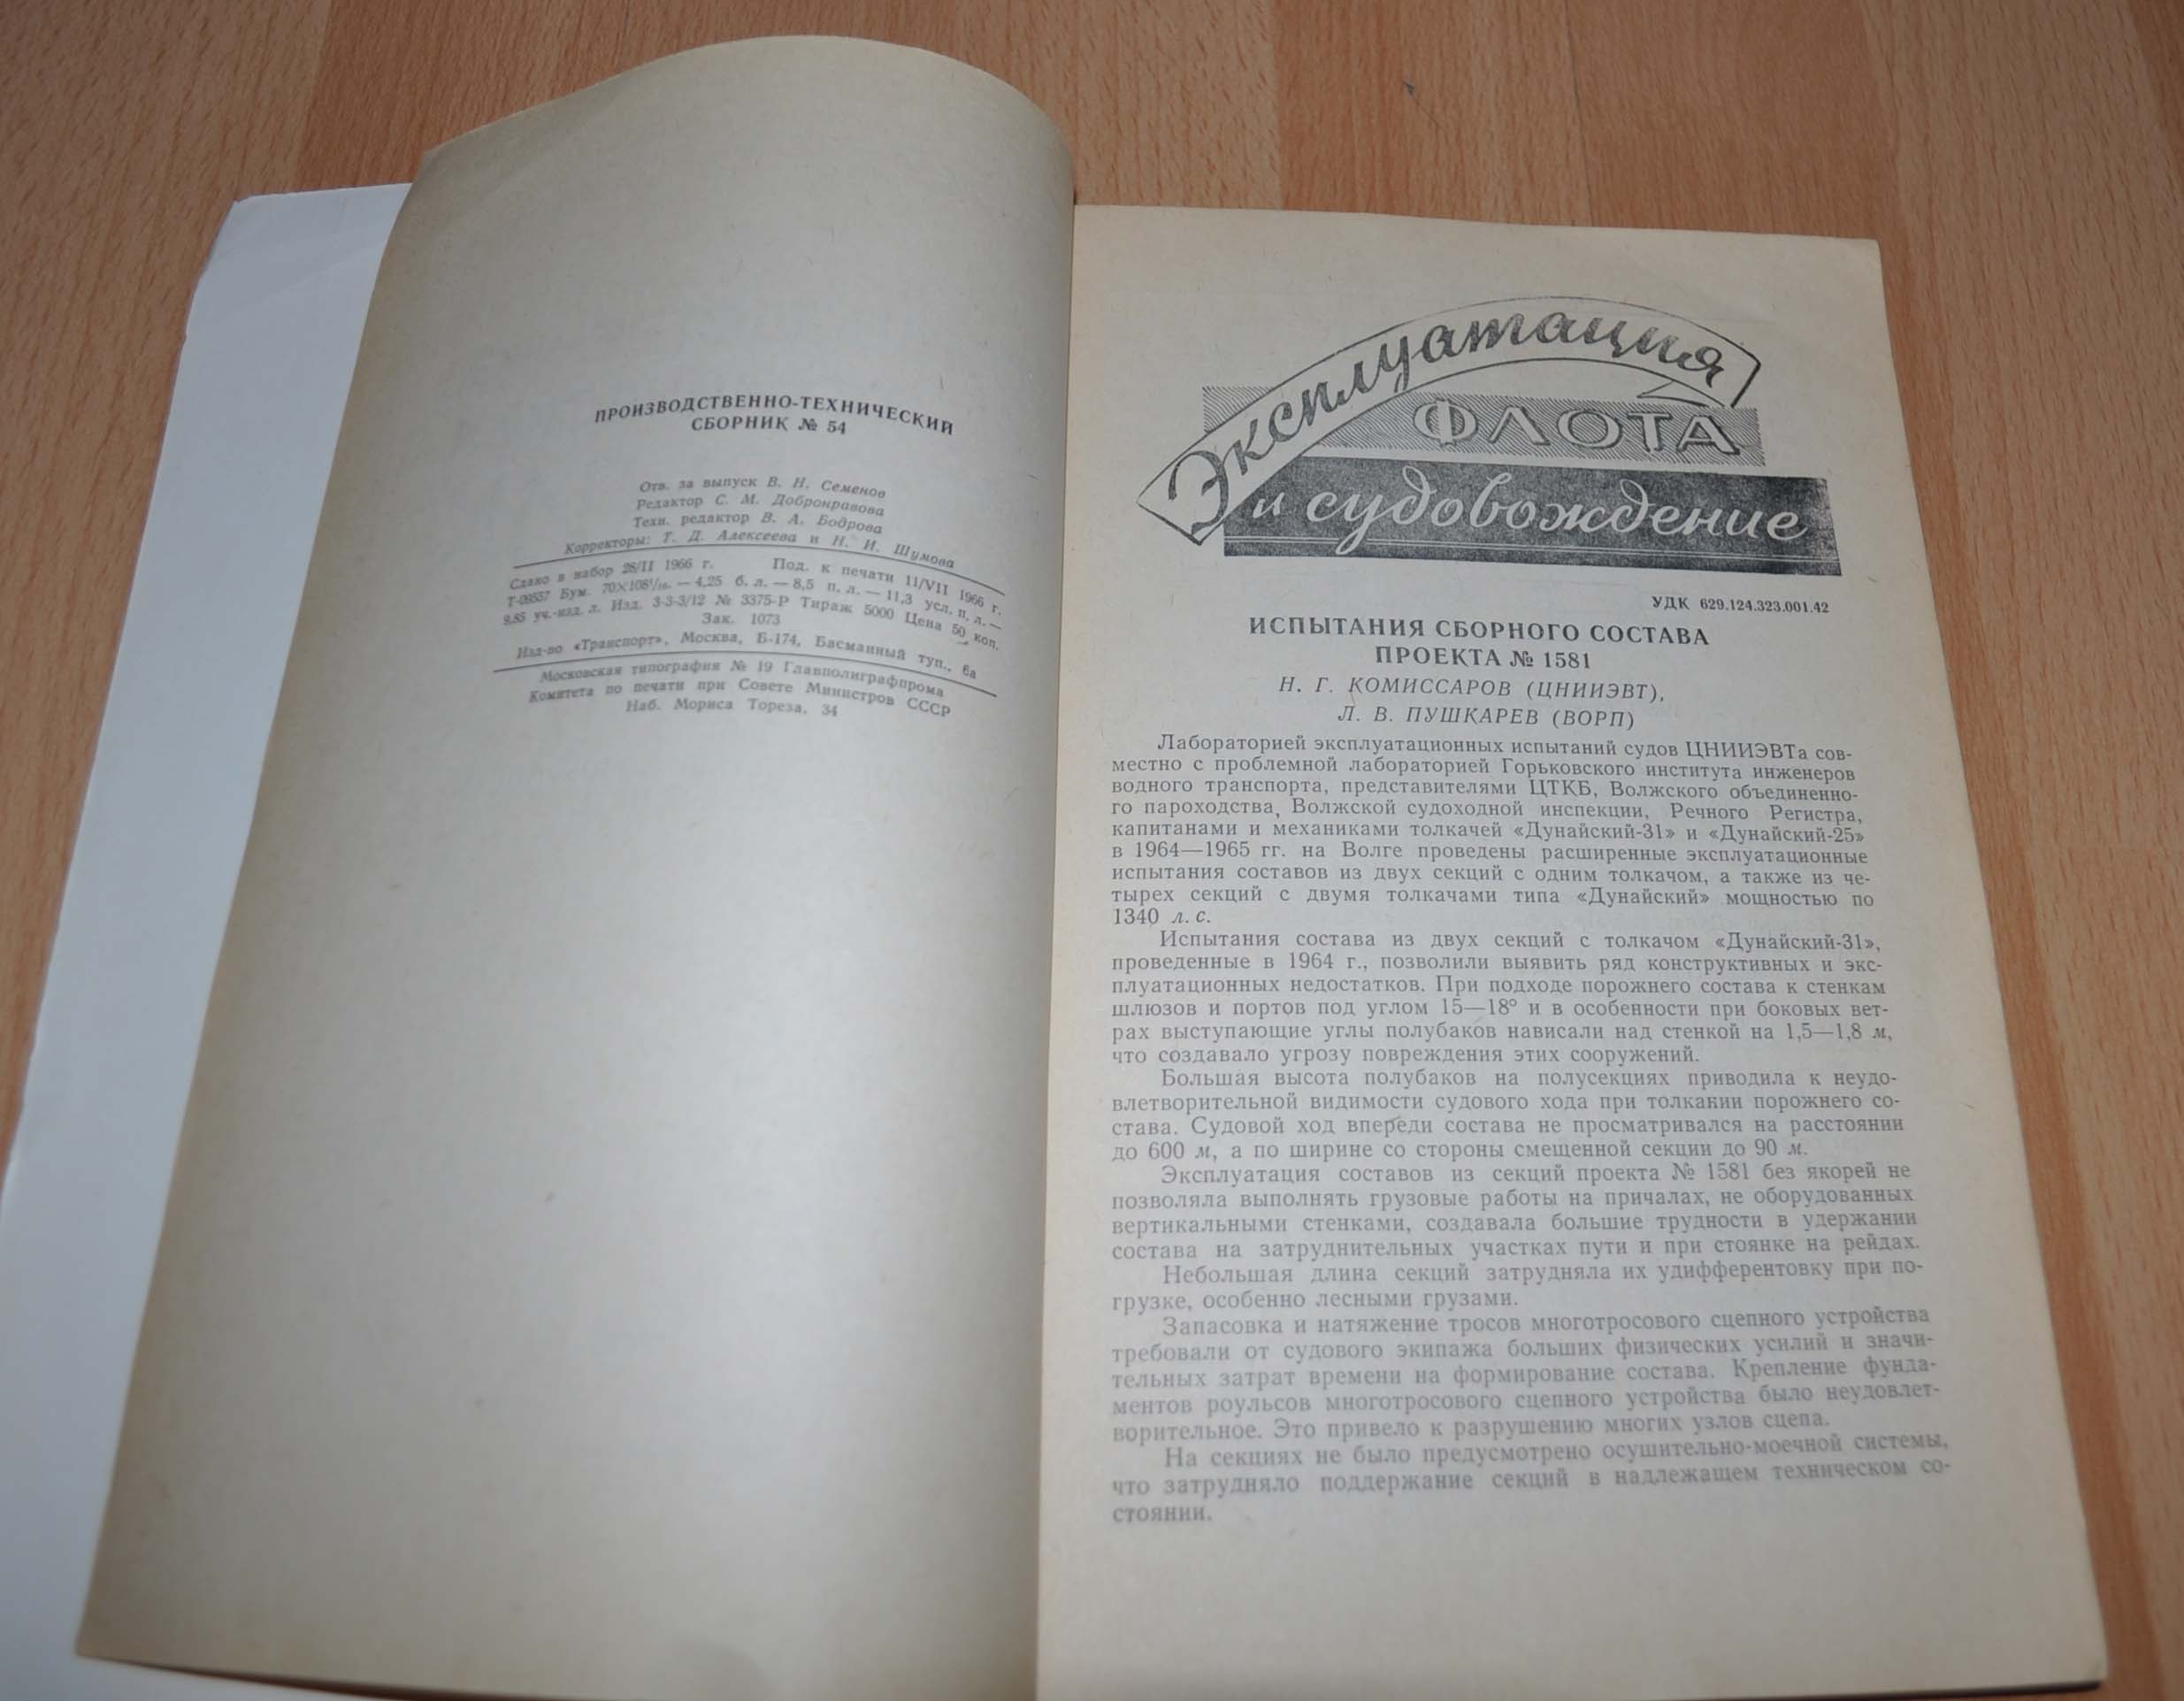 ПРОИЗВОДСТВЕННО-ТЕХНИЧЕСКИЙ
СБОРНИК № 54
Отв. за выпуск В. Н. Семенов
Редактор С. М. Добронравова
Техн. редактор В. А. Бодрова
Корректоры: Т. Д. Алексеева и Н. И. Шумова
Сдано в набор 28/II 1966 г. Под. к печати 11/VII 1966 г.
Т-09557 Бум. 70×108¹/₁₆. — 4,25 б. л. — 8,5 п. л. — 11,3 усл. п. л. —
9,85 уч.-изд. л. Изд. 3-3-3/12 № 3375-Р Тираж 5000 Цена 50 коп.
Зак. 1073
Изд-во «Транспорт», Москва, Б-174, Басманный туп., 6а
Московская типография № 19 Главполиграфпрома
Комитета по печати при Совете Министров СССР
Наб. Мориса Тореза, 34
Эксплуатация
ФЛОТА
и судовождение
УДК 629.124.323.001.42
ИСПЫТАНИЯ СБОРНОГО СОСТАВА
ПРОЕКТА № 1581
Н. Г. КОМИССАРОВ (ЦНИИЭВТ),
Л. В. ПУШКАРЕВ (ВОРП)
Лабораторией эксплуатационных испытаний судов ЦНИИЭВТа сов-
местно с проблемной лабораторией Горьковского института инженеров
водного транспорта, представителями ЦТКБ, Волжского объединенно-
го пароходства, Волжской судоходной инспекции, Речного Регистра,
капитанами и механиками толкачей «Дунайский-31» и «Дунайский-25»
в 1964—1965 гг. на Волге проведены расширенные эксплуатационные
испытания составов из двух секций с одним толкачом, а также из че-
тырех секций с двумя толкачами типа «Дунайский» мощностью по
1340 л. с.
Испытания состава из двух секций с толкачом «Дунайский-31»,
проведенные в 1964 г., позволили выявить ряд конструктивных и экс-
плуатационных недостатков. При подходе порожнего состава к стенкам
шлюзов и портов под углом 15—18° и в особенности при боковых вет-
рах выступающие углы полубаков нависали над стенкой на 1,5—1,8 м,
что создавало угрозу повреждения этих сооружений.
Большая высота полубаков на полусекциях приводила к неудо-
влетворительной видимости судового хода при толкании порожнего со-
става. Судовой ход впереди состава не просматривался на расстоянии
до 600 м, а по ширине со стороны смещенной секции до 90 м.
Эксплуатация составов из секций проекта № 1581 без якорей не
позволяла выполнять грузовые работы на причалах, не оборудованных
вертикальными стенками, создавала большие трудности в удержании
состава на затруднительных участках пути и при стоянке на рейдах.
Небольшая длина секций затрудняла их удифферентовку при по-
грузке, особенно лесными грузами.
Запасовка и натяжение тросов многотросового сцепного устройства
требовали от судового экипажа больших физических усилий и значи-
тельных затрат времени на формирование состава. Крепление фунда-
ментов роульсов многотросового сцепного устройства было неудовлет-
ворительное. Это привело к разрушению многих узлов сцепа.
На секциях не было предусмотрено осушительно-моечной системы,
что затрудняло поддержание секций в надлежащем техническом со-
стоянии.